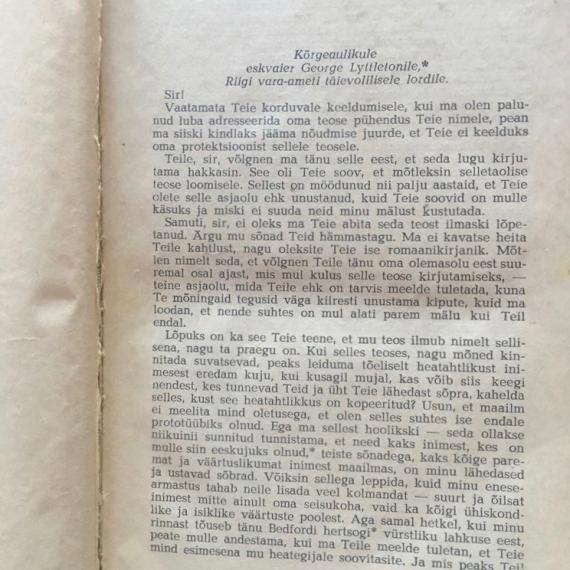 Kõrgeaulikule
eskvaier George Lyttletonile,*
Riigi vara-ameti täievolilisele lordile.
Sir!
Vaatamata Teie korduvale keeldumisele, kui ma olen palu-
nud luba adresseerida oma teose pühendus Teie nimele, pean
ma siiski kindlaks jääma nõudmise juurde, et Teie ei keelduks
oma protektsioonist sellele teosele.
Teile, sir, võlgnen ma tänu selle eest, et seda lugu kirju-
tama hakkasin. See oli Teie soov, et mõtleksin selletaolise
teose loomisele. Sellest on möödunud nii palju aastaid, et Teie
olete selle asjaolu ehk unustanud, kuid Teie soovid on mulle
käsuks ja miski ei suuda neid minu mälust kustutada.
Samuti, sir, ei oleks ma Teie abita seda teost ilmaski lõpe-
tanud. Ärgu mu sõnad Teid hämmastagu. Ma ei kavatse heita
Teile kahtlust, nagu oleksite Teie ise romaanikirjanik. Mõt-
len nimelt seda, et võlgnen Teile tänu oma olemasolu eest suu-
remal osal ajast, mis mul kulus selle teose kirjutamiseks, —
teine asjaolu, mida Teile ehk on tarvis meelde tuletada, kuna
Te mõningaid tegusid väga kiiresti unustama kipute, kuid ma
loodan, et nende suhtes on mul alati parem mälu kui Teil
endal.
Lõpuks on ka see Teie teene, et mu teos ilmub nimelt selli-
sena, nagu ta praegu on. Kui selles teoses, nagu mõned kin-
nitada suvatsevad, peaks leiduma tõeliselt heatahtlikust ini-
mesest eredam kuju, kui kusagil mujal, kas võib siis keegi
nendest, kes tunnevad Teid ja üht Teie lähedast sõpra, kahelda
selles, kust see heatahtlikkus on kopeeritud? Usun, et maailm
ei meelita mind oletusega, et olen selles suhtes ise endale
prototüübiks olnud. Ega ma sellest hoolikski — seda ollakse
niikuinii sunnitud tunnistama, et need kaks inimest, kes on
mulle siin eeskujuks olnud,* teiste sõnadega, kaks kõige pare-
mat ja väärtuslikumat inimest maailmas, on minu lähedased
ja ustavad sõbrad. Võiksin sellega leppida, kuid minu enese-
armastus tahab neile lisada veel kolmandat — suurt ja õilsat
inimest mitte ainult oma seisukoha, vaid ka kõigi ühiskond-
like ja isiklike väärtuste poolest. Aga samal hetkel, kui minu
rinnast tõuseb tänu Bedfordi hertsogi* vürstliku lahkuse eest,
peate mulle andestama, kui ma Teile meelde tuletan, et Teie
mind esimesena mu heategijale soovitasite. Ja mis peaks Teil